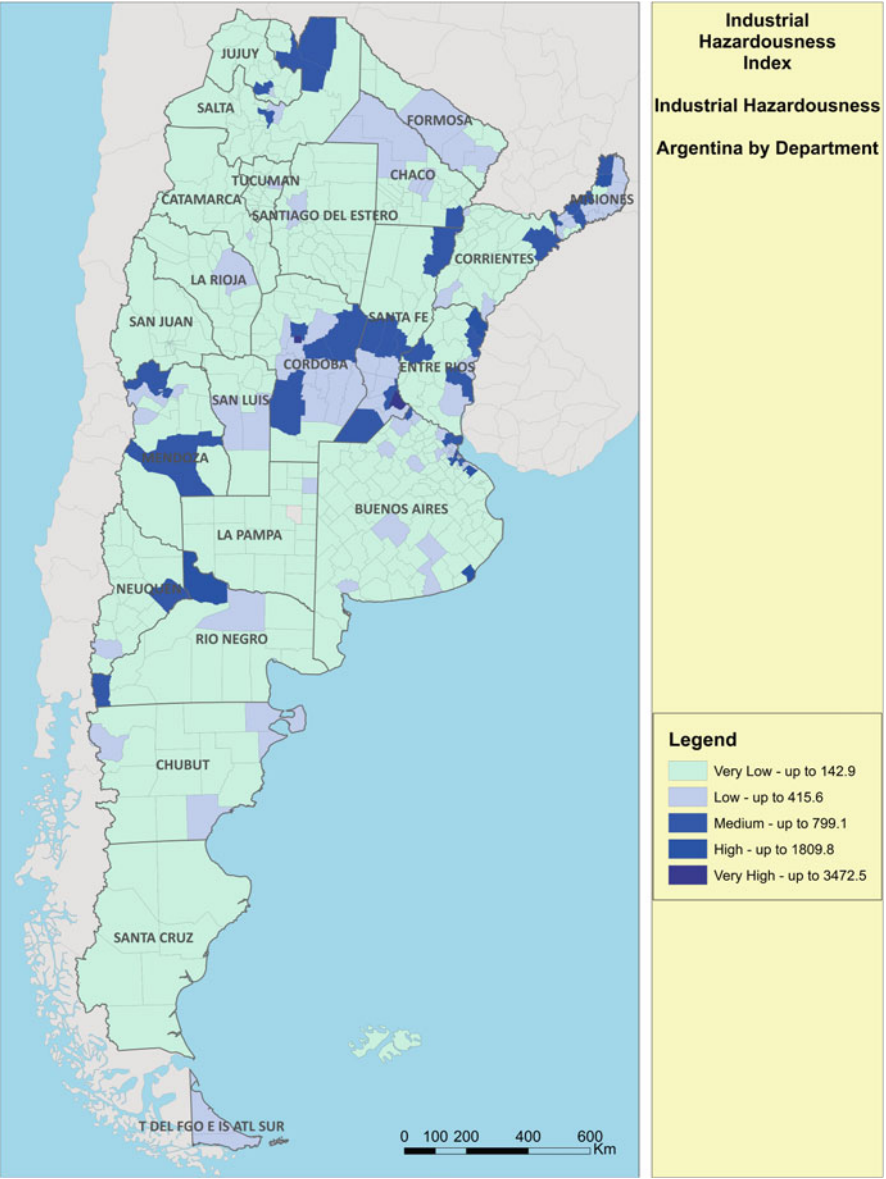 Industrial
Hazardousness
Index
Industrial Hazardousness
Argentina by Department
JUJUY
SALTA
FORMOSA
CHACO
TUCUMAN
CATAMARCA
SANTIAGO DEL ESTERO
MISIONES
CORRIENTES
LA RIOJA
SANTA FE
SAN JUAN
CORDOBA
ENTRE RIOS
SAN LUIS
MENDOZA
BUENOS AIRES
LA PAMPA
NEUQUEN
RIO NEGRO
CHUBUT
SANTA CRUZ
T DEL FGO E IS ATL SUR
0 100 200 400 600
Km
Legend
Very Low - up to 142.9
Low - up to 415.6
Medium - up to 799.1
High - up to 1809.8
Very High - up to 3472.5